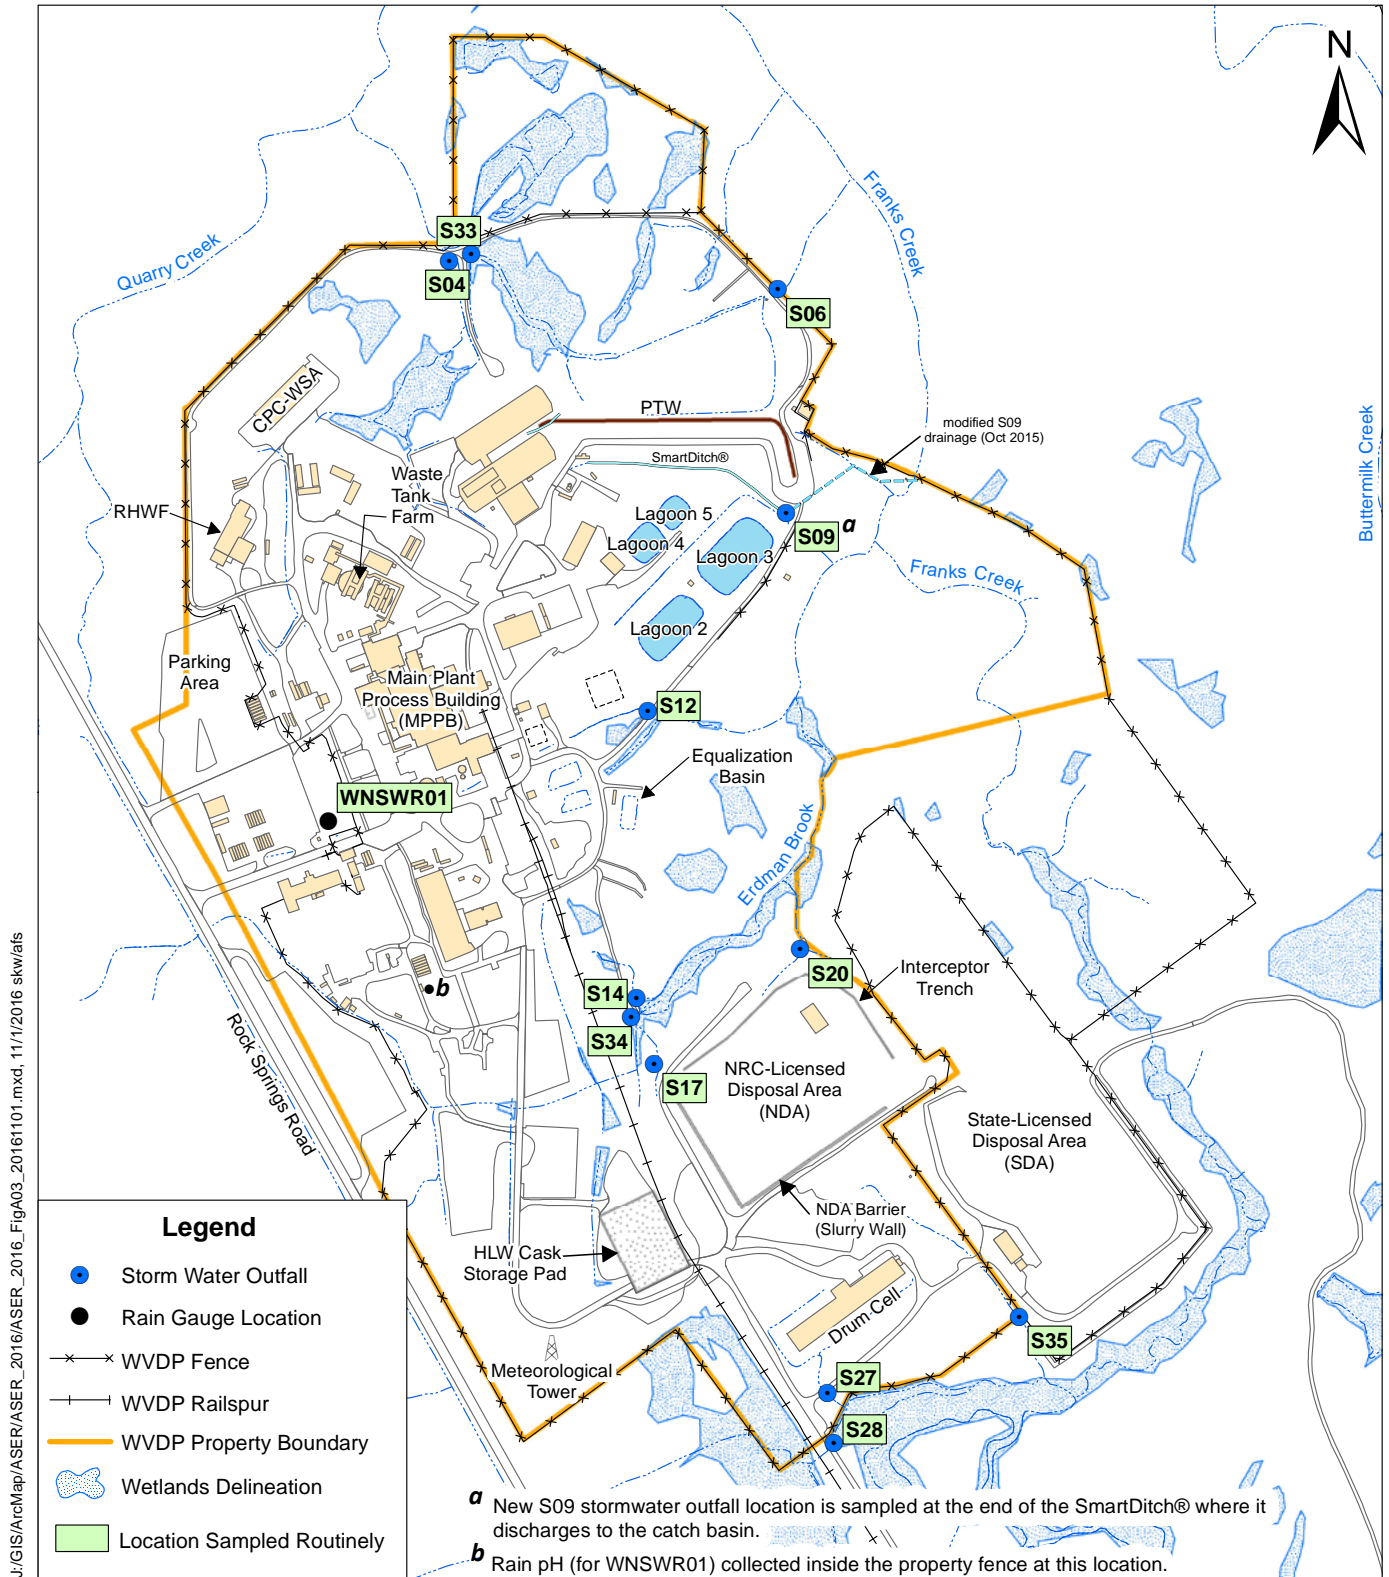 N
Franks Creek
Quarry Creek
S33
S04
S06
CPC-WSA
PTW
modified S09
drainage (Oct 2015)
SmartDitch®
Buttermilk Creek
Waste
Tank
Farm
RHWF
Lagoon 5
Lagoon 4
Lagoon 3
S09
a
Franks Creek
Lagoon 2
Parking
Area
Main Plant
Process Building
(MPPB)
S12
Equalization
Basin
WNSWR01
Erdman Brook
S20
Interceptor
Trench
b
S14
S34
S17
Rock Springs Road
NRC-Licensed
Disposal Area
(NDA)
State-Licensed
Disposal Area
(SDA)
NDA Barrier
(Slurry Wall)
HLW Cask
Storage Pad
Drum Cell
S35
Meteorological
Tower
S27
S28
Legend
Storm Water Outfall
Rain Gauge Location
WVDP Fence
WVDP Railspur
WVDP Property Boundary
Wetlands Delineation
Location Sampled Routinely
a New S09 stormwater outfall location is sampled at the end of the SmartDitch® where it
discharges to the catch basin.
b Rain pH (for WNSWR01) collected inside the property fence at this location.
J:/GIS/ArcMap/ASER/ASER_2016/ASER_2016_FigA03_20161101.mxd, 11/1/2016 skw/afs